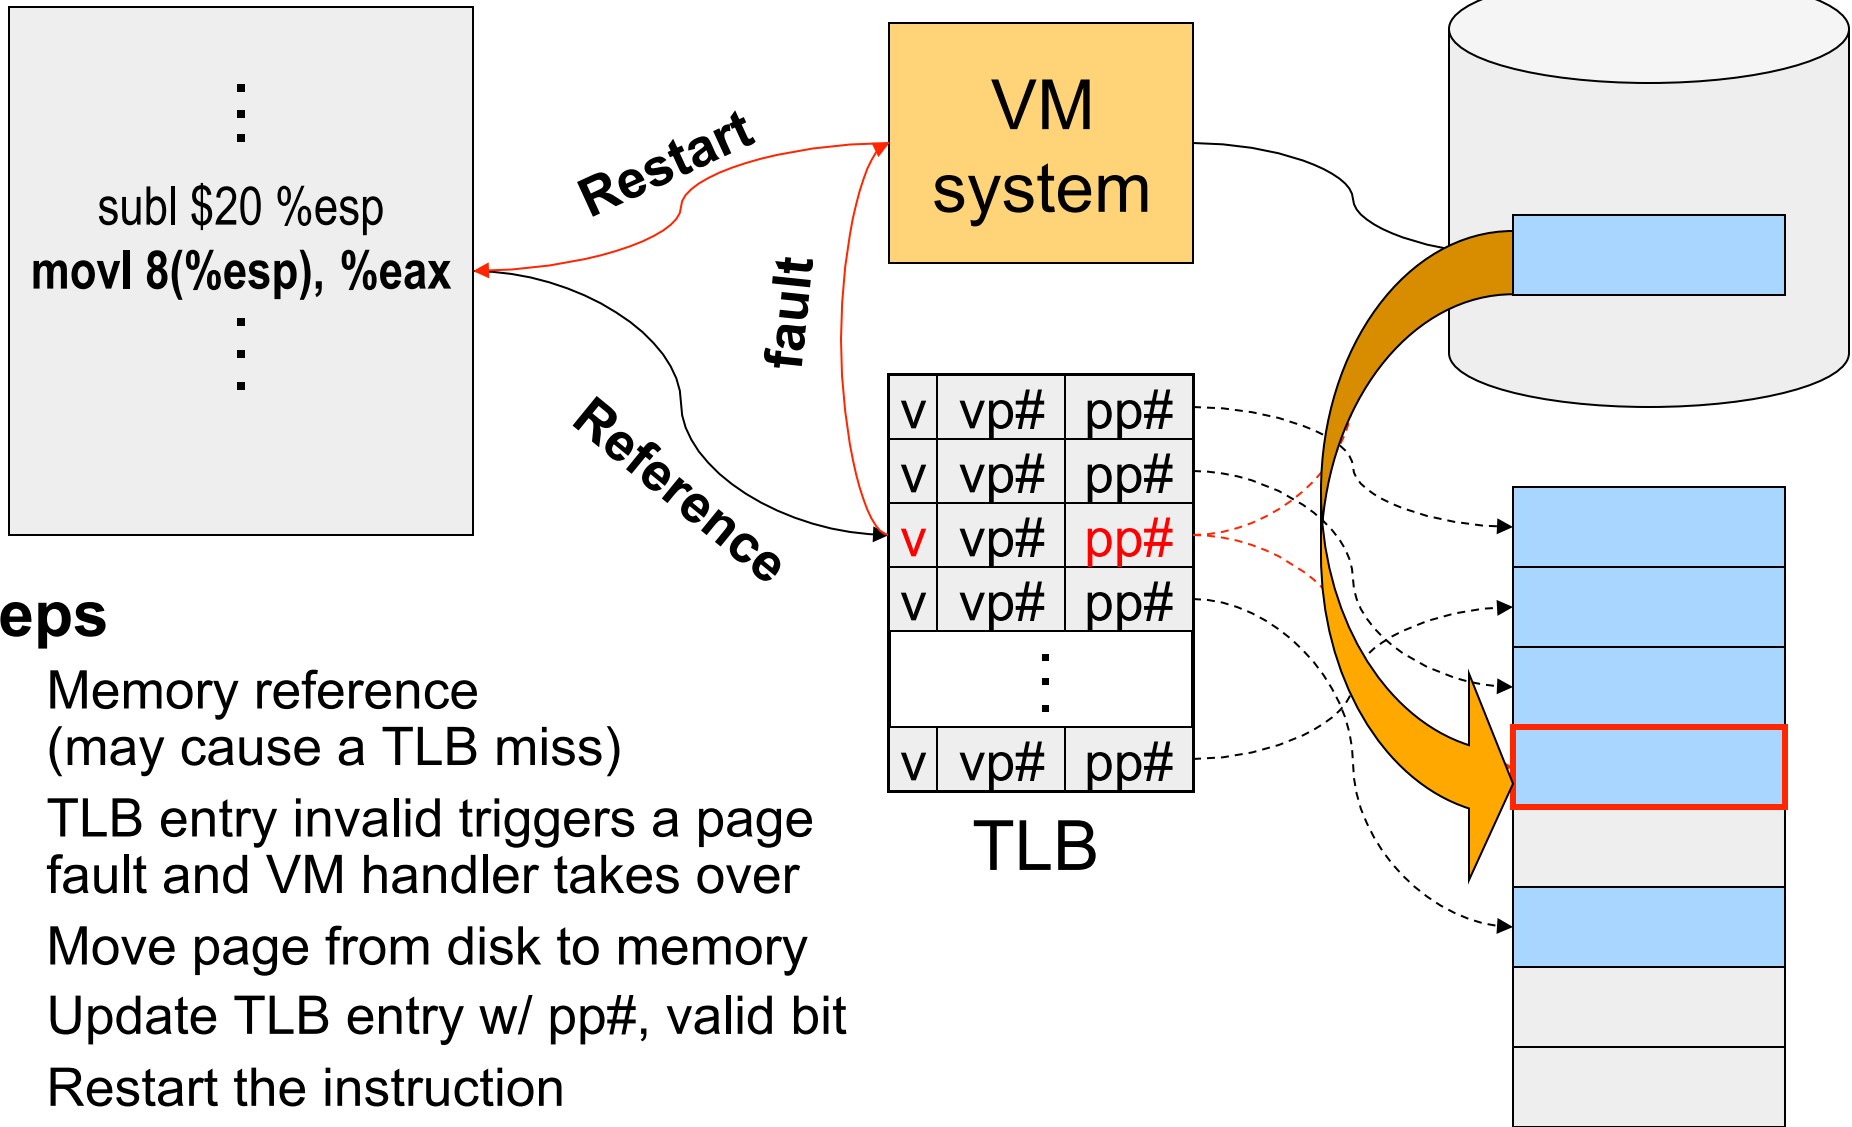 subl $20 %esp
movl 8(%esp), %eax
Restart
fault
Reference
VM
system
v vp# pp#
v vp# pp#
v vp# pp#
v vp# pp#
v vp# pp#
TLB
eps
Memory reference
(may cause a TLB miss)
TLB entry invalid triggers a page
fault and VM handler takes over
Move page from disk to memory
Update TLB entry w/ pp#, valid bit
Restart the instruction